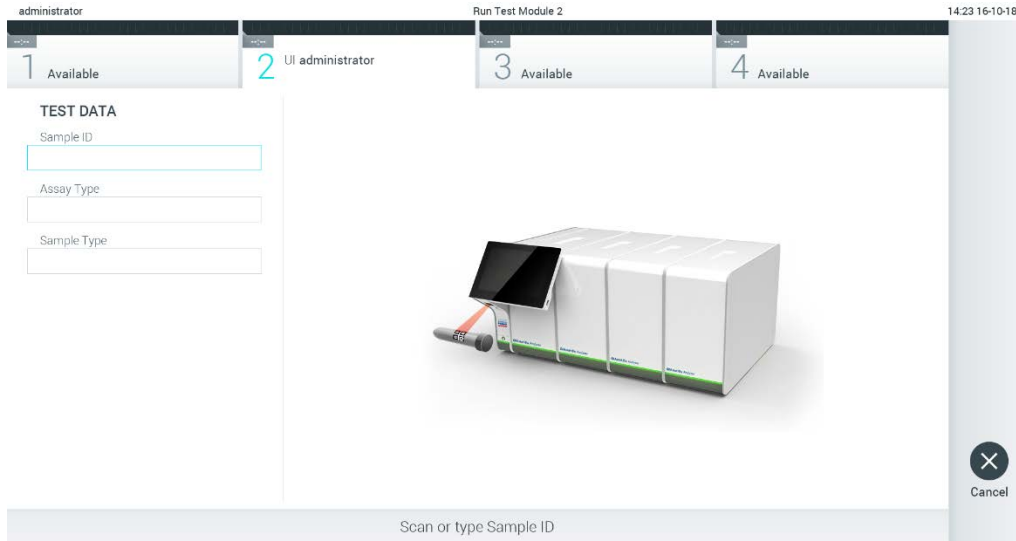 administrator
Run Test Module 2
14:23 16-10-18
--:--
1 Available
--:--
2 UI administrator
--:--
3 Available
--:--
4 Available
TEST DATA
Sample ID
Assay Type
Sample Type
Cancel
Scan or type Sample ID